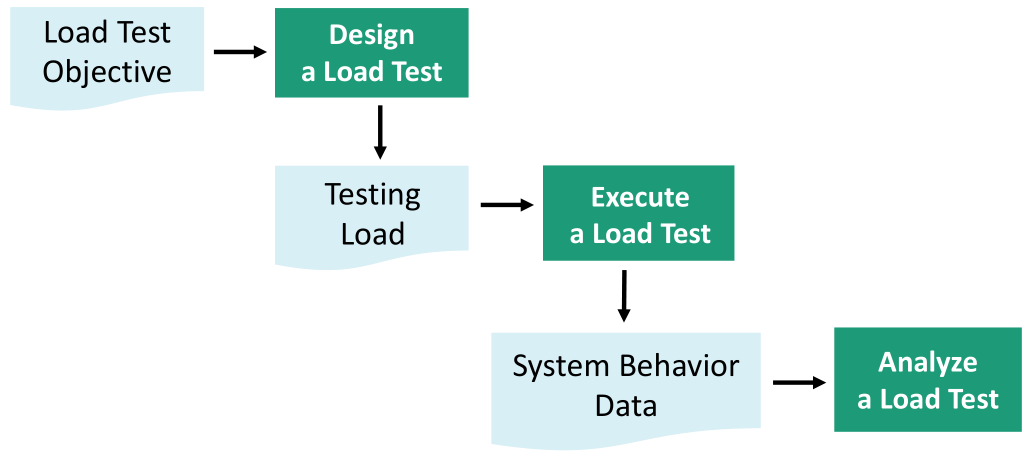 Load Test
Objective
Design
a Load Test
Testing
Load
Execute
a Load Test
System Behavior
Data
Analyze
a Load Test